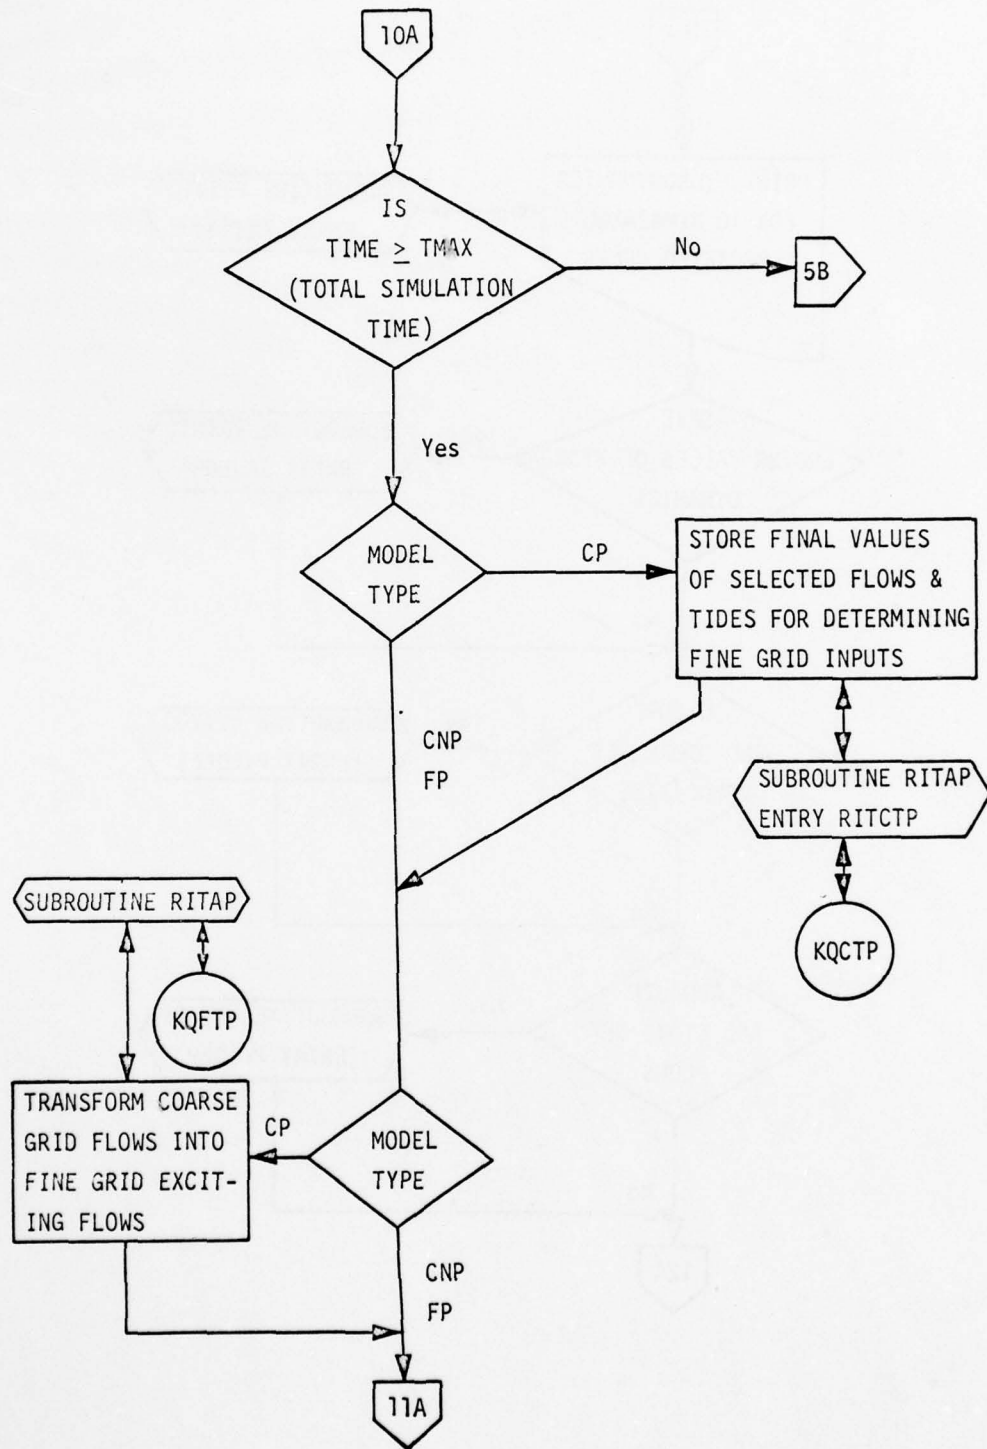 10A
IS
TIME ≥ TMAX
(TOTAL SIMULATION
TIME)
No
5B
Yes
MODEL
TYPE
CP
STORE FINAL VALUES
OF SELECTED FLOWS &
TIDES FOR DETERMINING
FINE GRID INPUTS
CNP
FP
SUBROUTINE RITAP
ENTRY RITCTP
KQCTP
SUBROUTINE RITAP
KQFTP
TRANSFORM COARSE
GRID FLOWS INTO
FINE GRID EXCIT-
ING FLOWS
CP
MODEL
TYPE
CNP
FP
11A